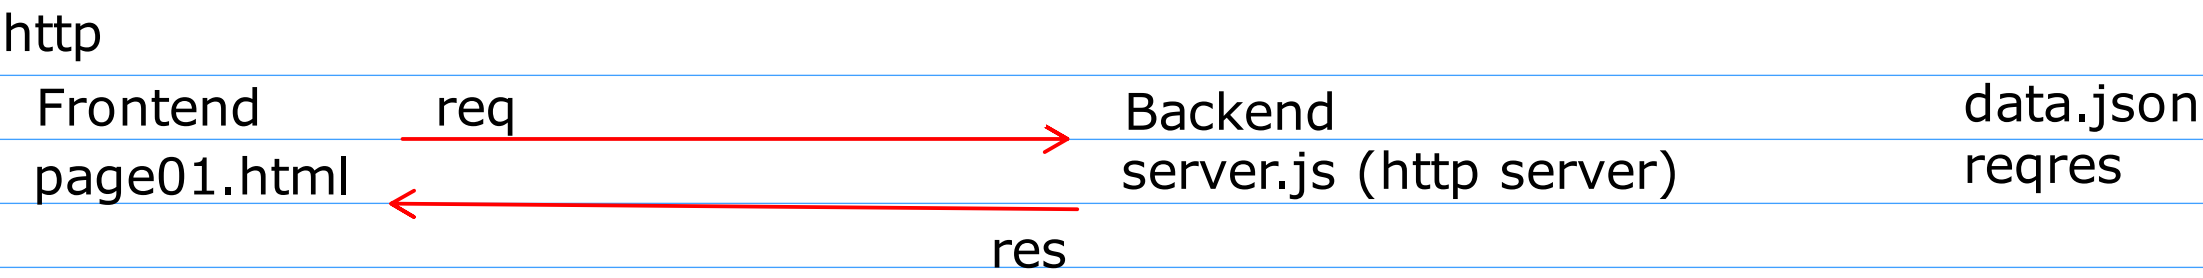 http
Frontend req Backend data.json
page01.html server.js (http server) reqres
res